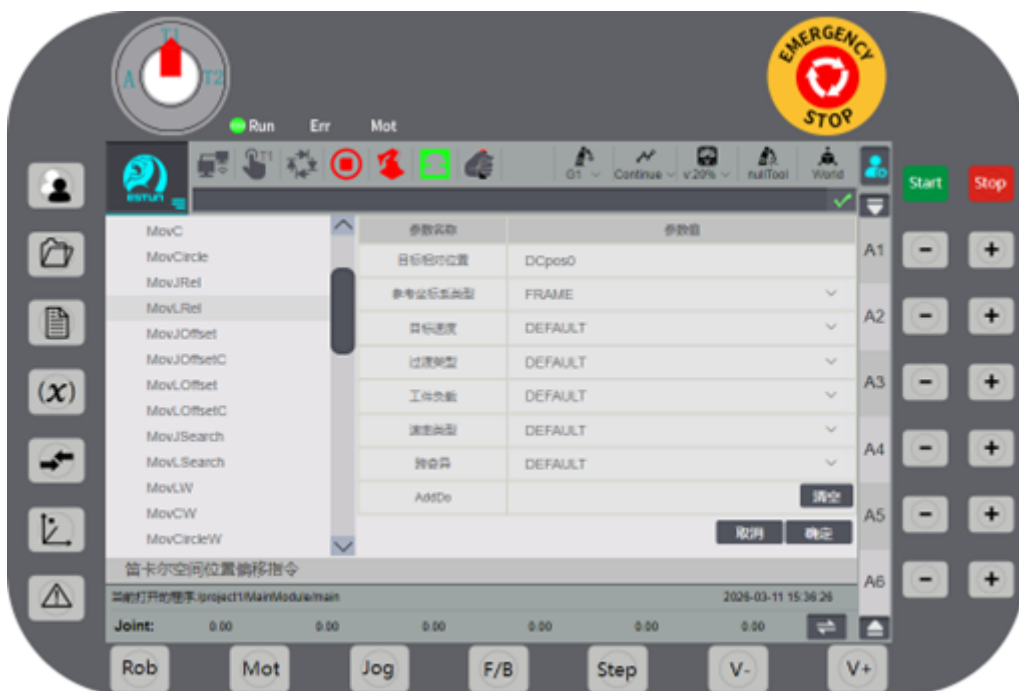 T1
A
T2
EMERGENCY
STOP
Run Err Mot
ESTUN
T1
G1 Continue v:20% nullTool World
Start Stop
MovC
MovCircle
MovJRel
MovLRel
MovJOffset
MovJOffsetC
MovLOffset
MovLOffsetC
MovJSearch
MovLSearch
MovLW
MovCW
MovCircleW
参数名称 参数值
目标相对位置 DCpos0
参考坐标系类型 FRAME
目标速度 DEFAULT
过渡类型 DEFAULT
工件负载 DEFAULT
速度类型 DEFAULT
DEFAULT
AddDo 清空
取消 确定
A1 - +
A2 - +
A3 - +
A4 - +
A5 - +
A6 - +
(x)
笛卡尔空间位置偏移指令
当前打开的程序:/project1/MainModule/main 2026-03-11 15:36:26
Joint: 0.00 0.00 0.00 0.00 0.00 0.00
Rob Mot Jog F/B Step V- V+